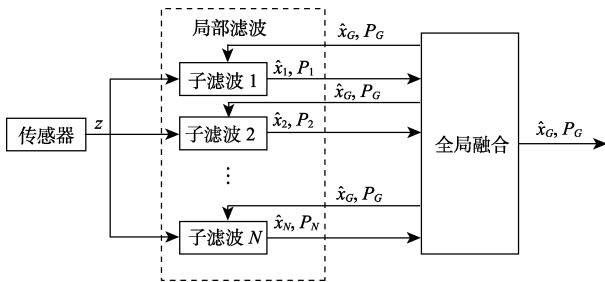 局部滤波
x̂_G, P_G
子滤波 1
x̂_1, P_1
x̂_G, P_G
传感器
z
子滤波 2
x̂_2, P_2
全局融合
x̂_G, P_G
⋮
x̂_G, P_G
子滤波 N
x̂_N, P_N